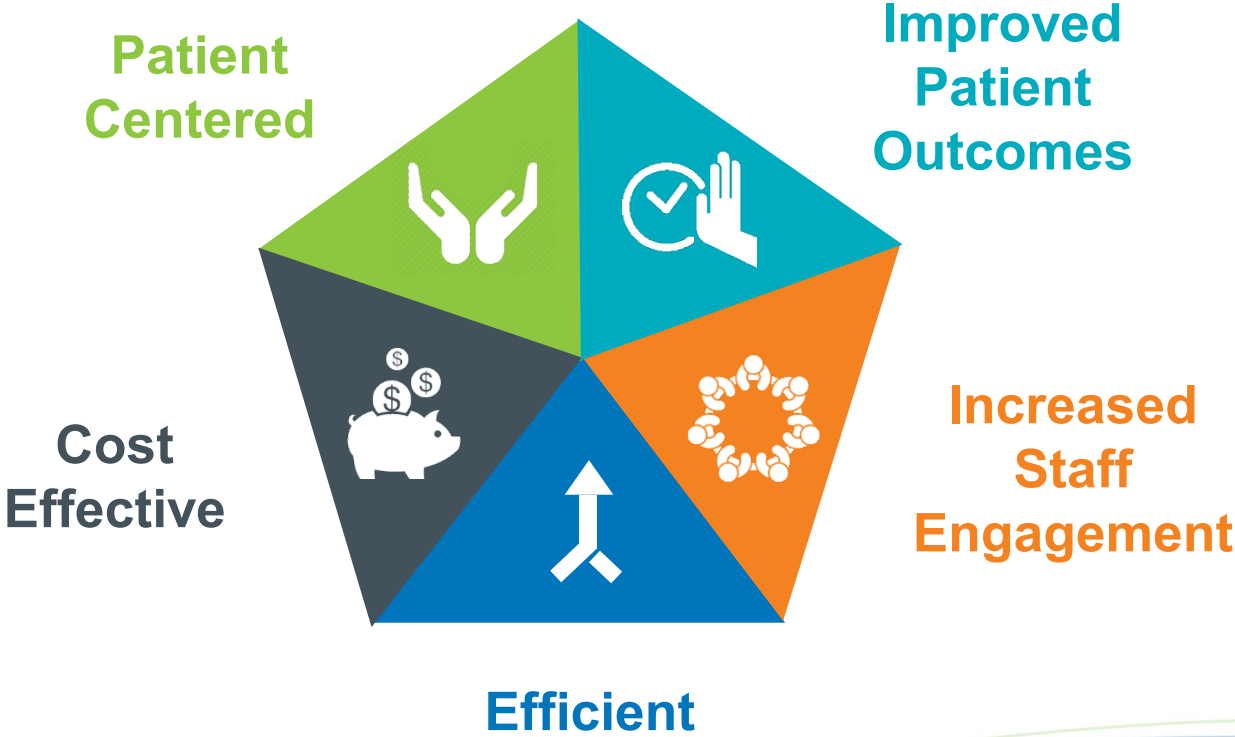 Patient
Centered
Improved
Patient
Outcomes
$
$
$
Cost
Effective
Increased
Staff
Engagement
Efficient